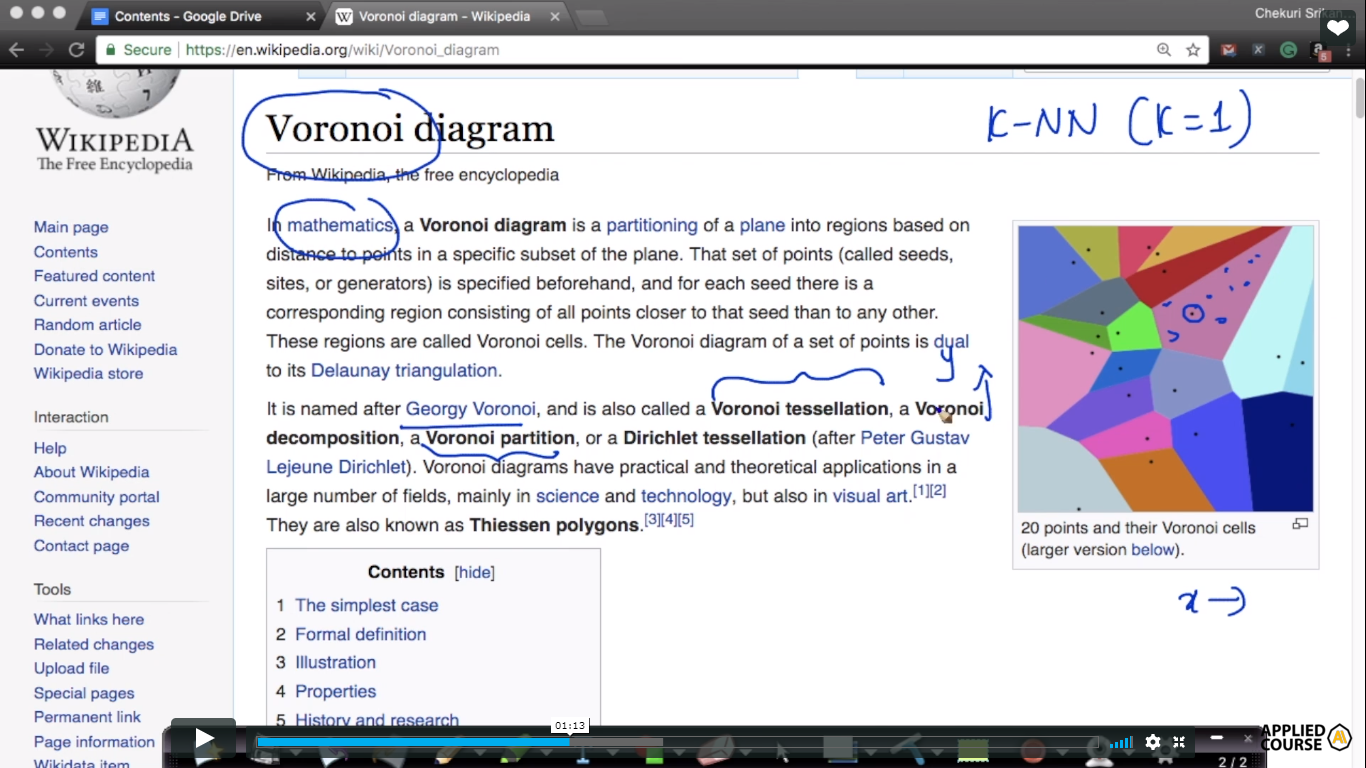 Contents - Google Drive
Voronoi diagram - Wikipedia
Chekuri Srikan...
Secure
https://en.wikipedia.org/wiki/Voronoi_diagram
5
WIKIPEDIA
The Free Encyclopedia
Main page
Contents
Featured content
Current events
Random article
Donate to Wikipedia
Wikipedia store
Interaction
Help
About Wikipedia
Community portal
Recent changes
Contact page
Tools
What links here
Related changes
Upload file
Special pages
Permanent link
Page information
Wikidata item
Voronoi diagram
K-NN (K=1)
From Wikipedia, the free encyclopedia
In mathematics, a Voronoi diagram is a partitioning of a plane into regions based on
distance to points in a specific subset of the plane. That set of points (called seeds,
sites, or generators) is specified beforehand, and for each seed there is a
corresponding region consisting of all points closer to that seed than to any other.
These regions are called Voronoi cells. The Voronoi diagram of a set of points is dual
to its Delaunay triangulation.
y
It is named after Georgy Voronoi, and is also called a Voronoi tessellation, a Voronoi
decomposition, a Voronoi partition, or a Dirichlet tessellation (after Peter Gustav
Lejeune Dirichlet). Voronoi diagrams have practical and theoretical applications in a
large number of fields, mainly in science and technology, but also in visual art.[1][2]
They are also known as Thiessen polygons.[3][4][5]
20 points and their Voronoi cells
(larger version below).
x →
Contents [hide]
1 The simplest case
2 Formal definition
3 Illustration
4 Properties
5 History and research
01:13
APPLIED
COURSE
2 / 2